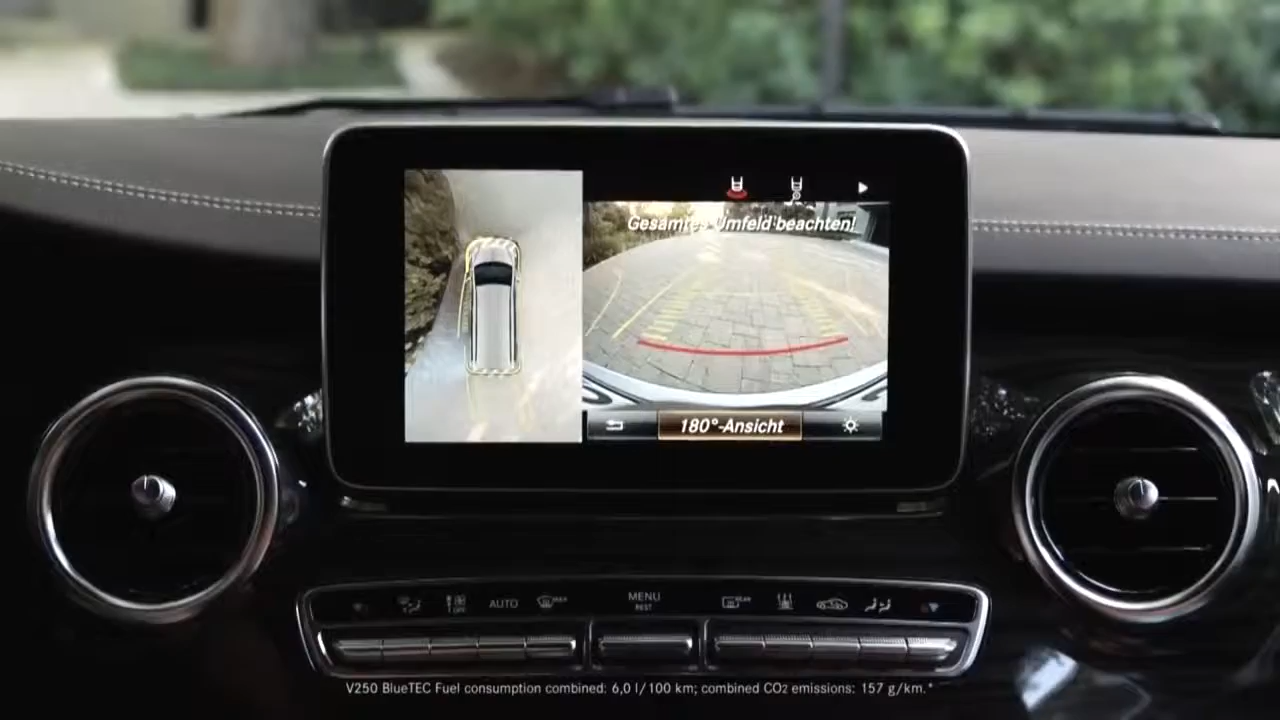 Gesamtes Umfeld beachten!
180°-Ansicht
MENU
AUTO
REST
V250 BlueTEC Fuel consumption combined: 6,0 l/100 km; combined CO₂ emissions: 157 g/km.*